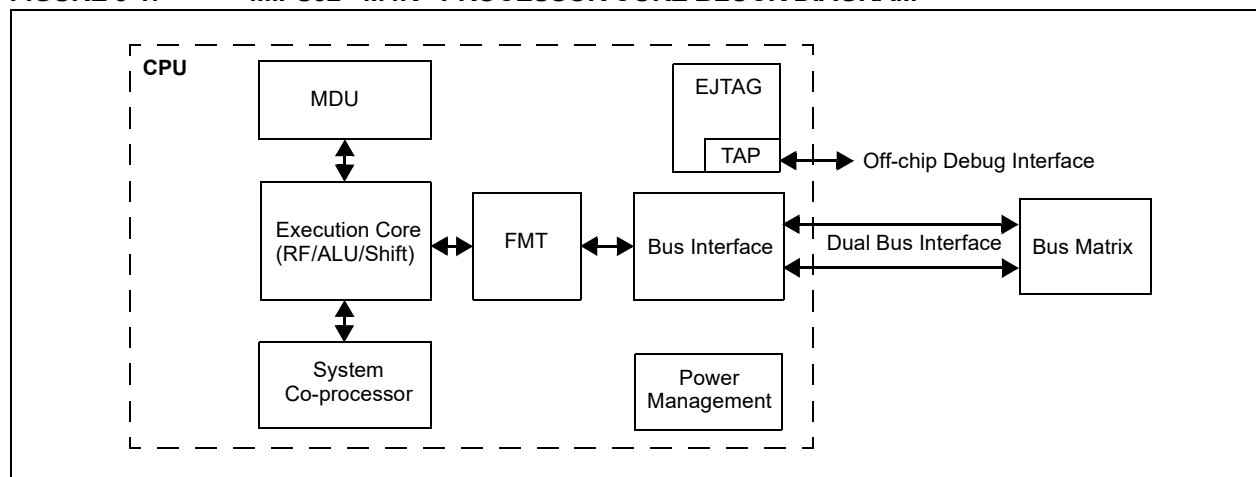 CPU
MDU
EJTAG
TAP
Off-chip Debug Interface
Execution Core
(RF/ALU/Shift)
FMT
Bus Interface
Dual Bus Interface
Bus Matrix
System
Co-processor
Power
Management